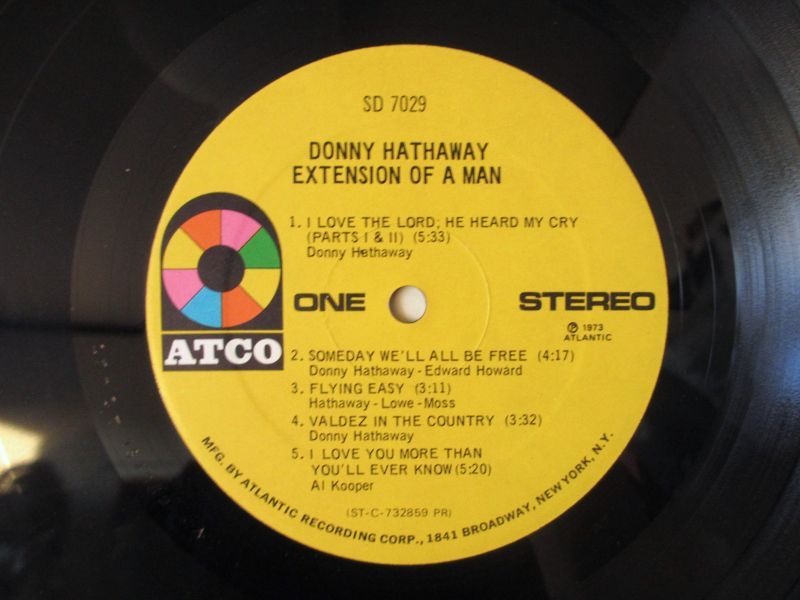 SD 7029
DONNY HATHAWAY
EXTENSION OF A MAN
1. I LOVE THE LORD; HE HEARD MY CRY
(PARTS I & II) (5:33)
Donny Hathaway
ONE
STEREO
℗ 1973
ATLANTIC
ATCO
2. SOMEDAY WE'LL ALL BE FREE (4:17)
Donny Hathaway - Edward Howard
3. FLYING EASY (3:11)
Hathaway - Lowe - Moss
4. VALDEZ IN THE COUNTRY (3:32)
Donny Hathaway
5. I LOVE YOU MORE THAN
YOU'LL EVER KNOW (5:20)
Al Kooper
(ST-C-732859 PR)
MFG. BY ATLANTIC RECORDING CORP., 1841 BROADWAY, NEW YORK, N.Y.